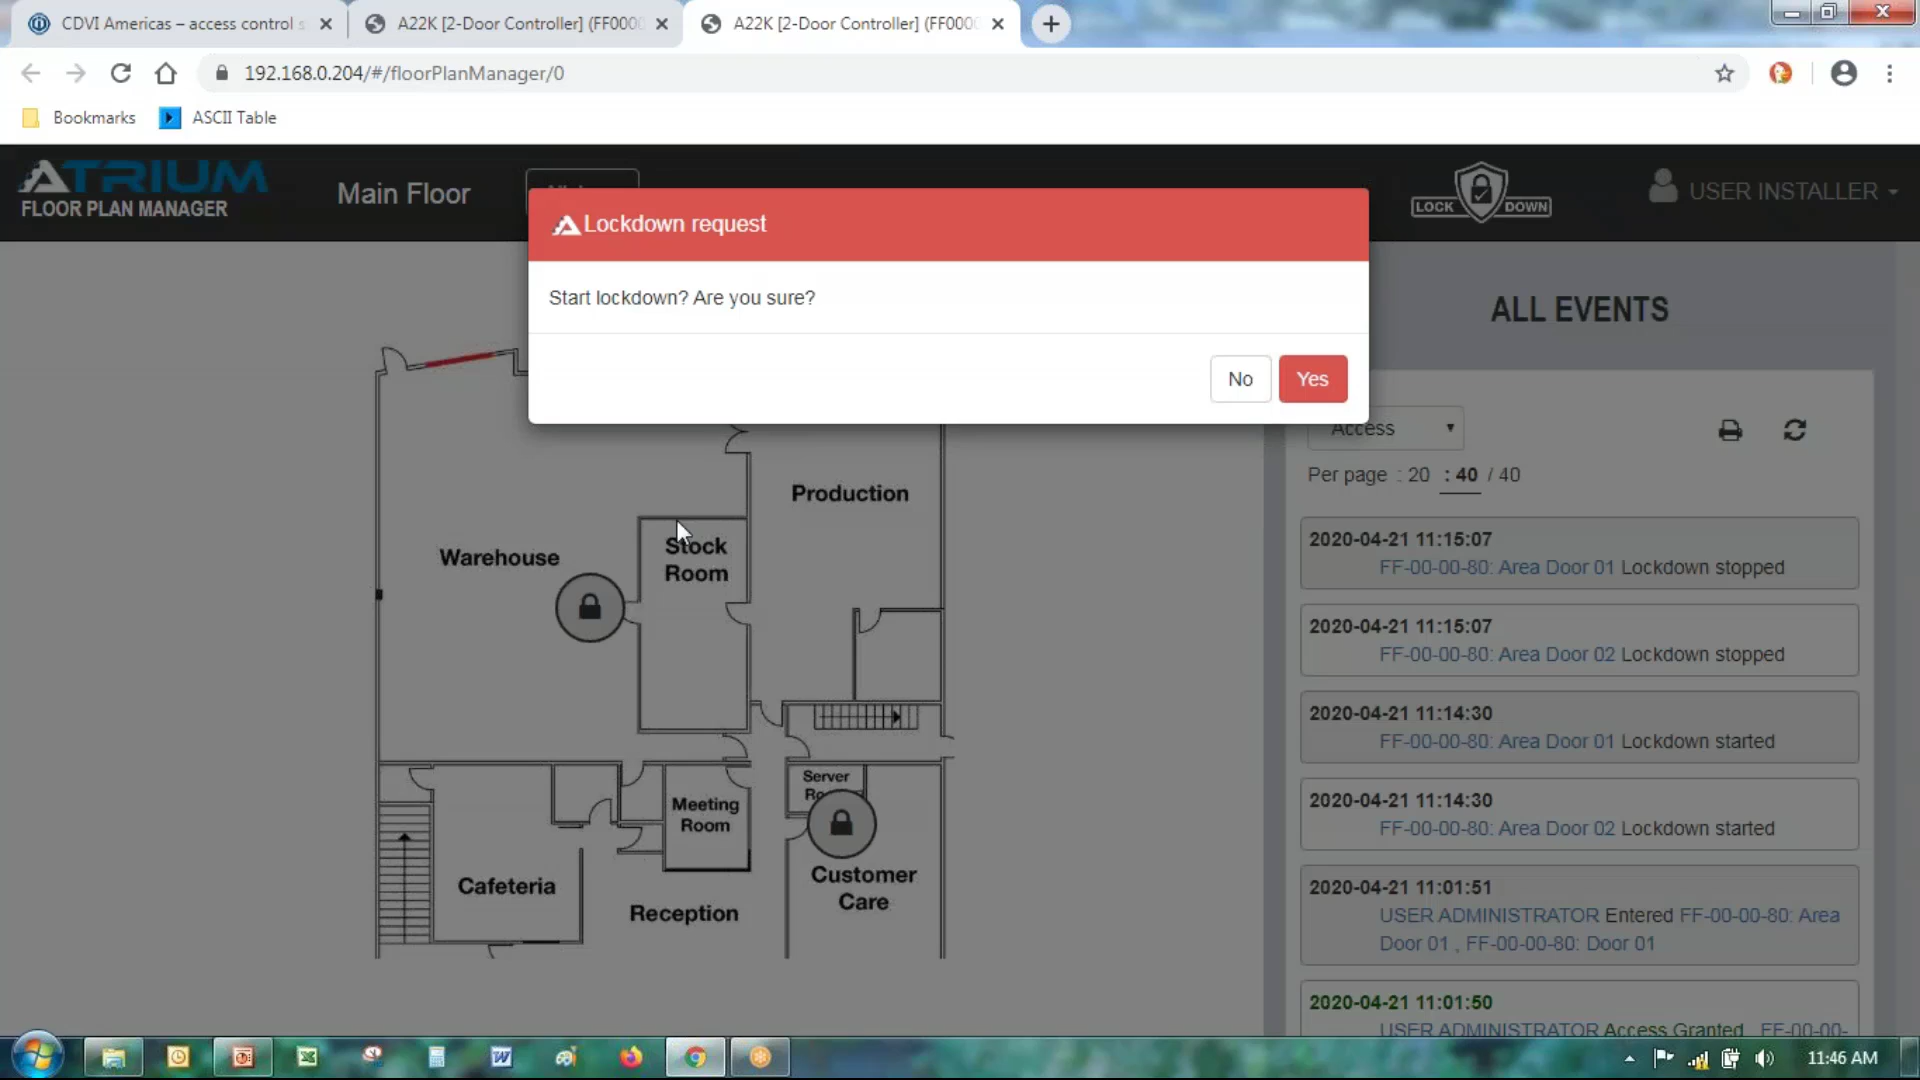 CDVI Americas – access control s
A22K [2-Door Controller] (FF0000
A22K [2-Door Controller] (FF0000
192.168.0.204/#/floorPlanManager/0
Bookmarks
ASCII Table
ATRIUM
FLOOR PLAN MANAGER
Main Floor
LOCK DOWN
USER INSTALLER
Lockdown request
Start lockdown? Are you sure?
No
Yes
ALL EVENTS
Access
Per page : 20 : 40 / 40
2020-04-21 11:15:07
FF-00-00-80: Area Door 01 Lockdown stopped
2020-04-21 11:15:07
FF-00-00-80: Area Door 02 Lockdown stopped
2020-04-21 11:14:30
FF-00-00-80: Area Door 01 Lockdown started
2020-04-21 11:14:30
FF-00-00-80: Area Door 02 Lockdown started
2020-04-21 11:01:51
USER ADMINISTRATOR Entered FF-00-00-80: Area
Door 01 , FF-00-00-80: Door 01
2020-04-21 11:01:50
USER ADMINISTRATOR Access Granted , FF-00-00-
Production
Warehouse
Stock
Room
Server
Meeting
Room
Cafeteria
Reception
Customer
Care
11:46 AM